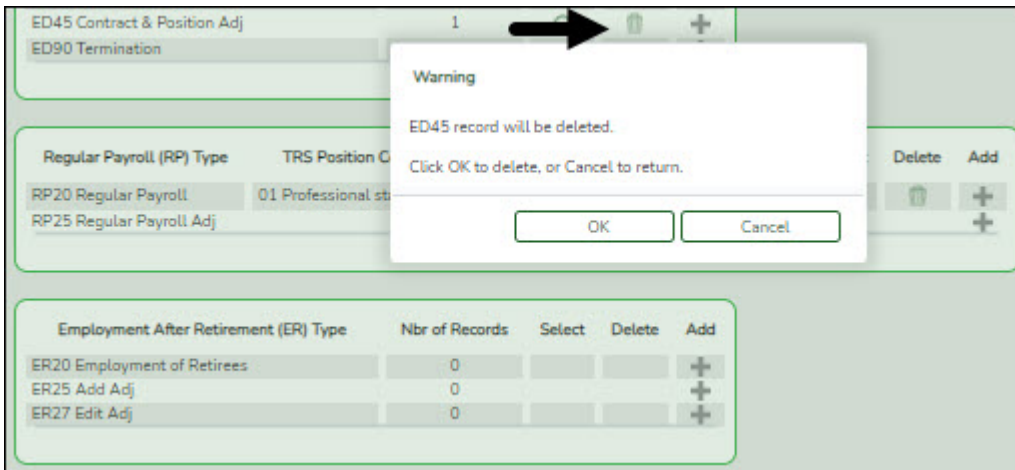 ED45 Contract & Position Adj 1
ED90 Termination
Warning
ED45 record will be deleted.
Click OK to delete, or Cancel to return.
OK Cancel
Regular Payroll (RP) Type TRS Position Delete Add
RP20 Regular Payroll 01 Professional
RP25 Regular Payroll Adj
Employment After Retirement (ER) Type Nbr of Records Select Delete Add
ER20 Employment of Retirees 0
ER25 Add Adj 0
ER27 Edit Adj 0